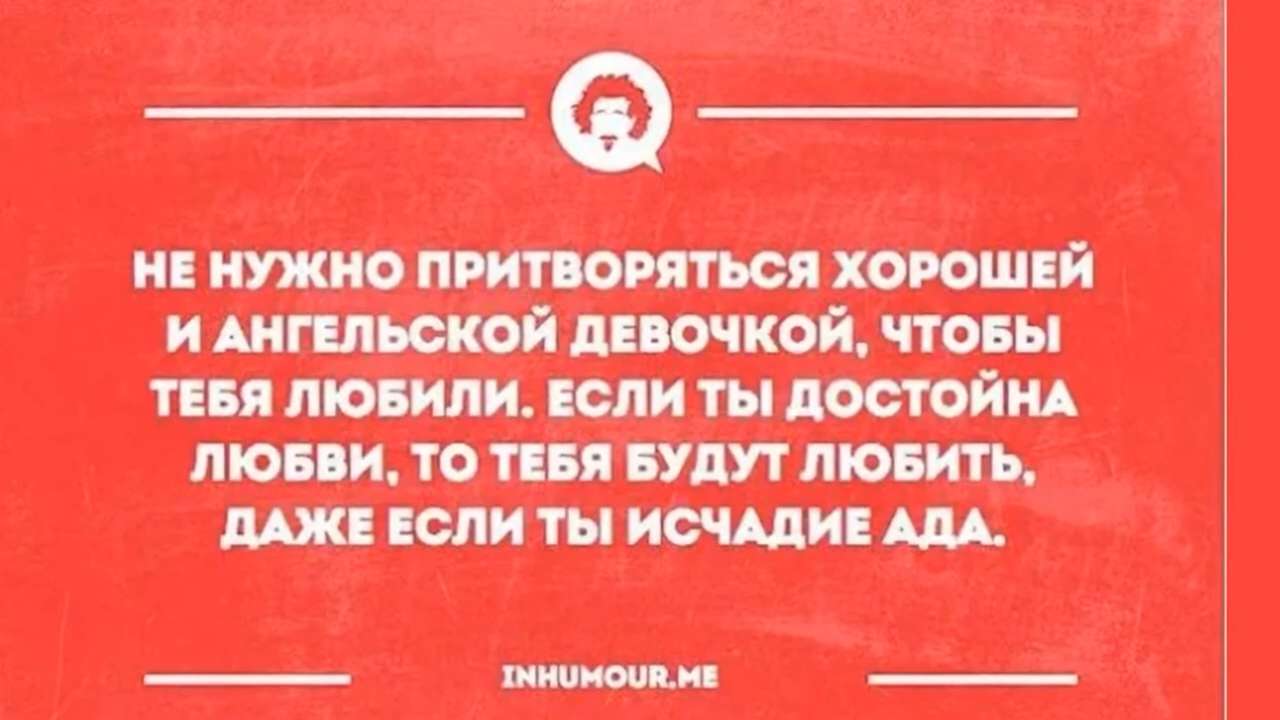 НЕ НУЖНО ПРИТВОРЯТЬСЯ ХОРОШЕЙ
И АНГЕЛЬСКОЙ ДЕВОЧКОЙ, ЧТОБЫ
ТЕБЯ ЛЮБИЛИ. ЕСЛИ ТЫ ДОСТОЙНА
ЛЮБВИ, ТО ТЕБЯ БУДУТ ЛЮБИТЬ,
ДАЖЕ ЕСЛИ ТЫ ИСЧАДИЕ АДА.
INHUMOUR.ME